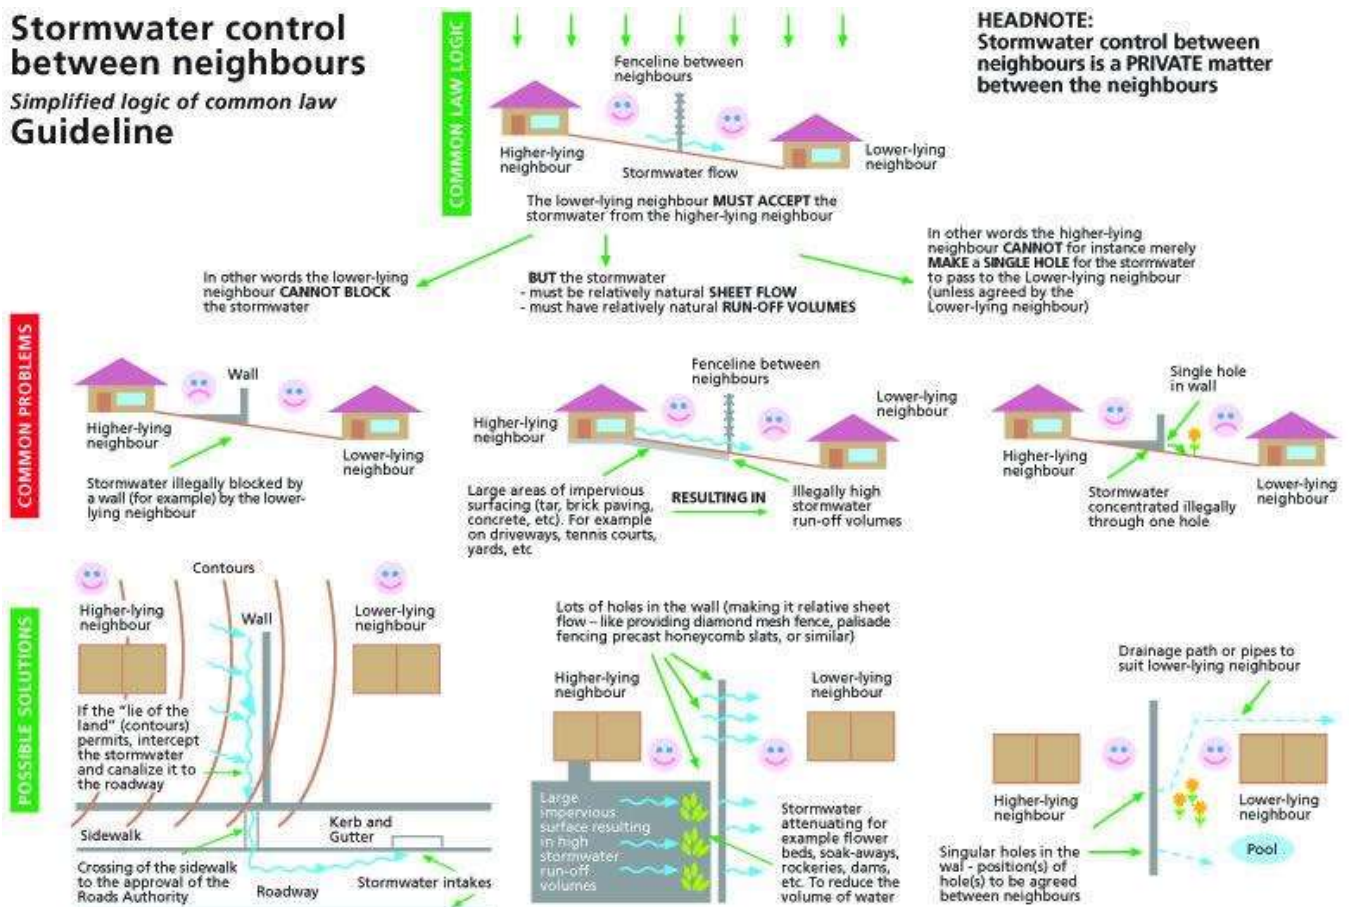 Stormwater control
between neighbours
Simplified logic of common law
Guideline
COMMON LAW LOGIC
Fenceline between
neighbours
Higher-lying
neighbour
Stormwater flow
Lower-lying
neighbour
The lower-lying neighbour MUST ACCEPT the
stormwater from the higher-lying neighbour
HEADNOTE:
Stormwater control between
neighbours is a PRIVATE matter
between the neighbours
In other words the lower-lying
neighbour CANNOT BLOCK
the stormwater
BUT the stormwater
- must be relatively natural SHEET FLOW
- must have relatively natural RUN-OFF VOLUMES
In other words the higher-lying
neighbour CANNOT for instance merely
MAKE a SINGLE HOLE for the stormwater
to pass to the Lower-lying neighbour
(unless agreed by the
Lower-lying neighbour)
COMMON PROBLEMS
Wall
Higher-lying
neighbour
Lower-lying
neighbour
Stormwater illegally blocked by
a wall (for example) by the lower-
lying neighbour
Fenceline between
neighbours
Higher-lying
neighbour
Lower-lying
neighbour
Large areas of impervious
surfacing (tar, brick paving,
concrete, etc). For example
on driveways, tennis courts,
yards, etc
RESULTING IN
Illegally high
stormwater
run-off volumes
Single hole
in wall
Higher-lying
neighbour
Lower-lying
neighbour
Stormwater
concentrated illegally
through one hole
POSSIBLE SOLUTIONS
Contours
Higher-lying
neighbour
Wall
Lower-lying
neighbour
If the "lie of the
land" (contours)
permits, intercept
the stormwater
and canalize it to
the roadway
Sidewalk
Kerb and
Gutter
Crossing of the sidewalk
to the approval of the
Roads Authority
Roadway
Stormwater intakes
Lots of holes in the wall (making it relative sheet
flow – like providing diamond mesh fence, palisade
fencing precast honeycomb slats, or similar)
Higher-lying
neighbour
Lower-lying
neighbour
Large
impervious
surface resulting
in high
stormwater
run-off
volumes
Stormwater
attenuating for
example flower
beds, soak-aways,
rockeries, dams,
etc. To reduce the
volume of water
Drainage path or pipes to
suit lower-lying neighbour
Higher-lying
neighbour
Lower-lying
neighbour
Pool
Singular holes in the
wal - position(s) of
hole(s) to be agreed
between neighbours